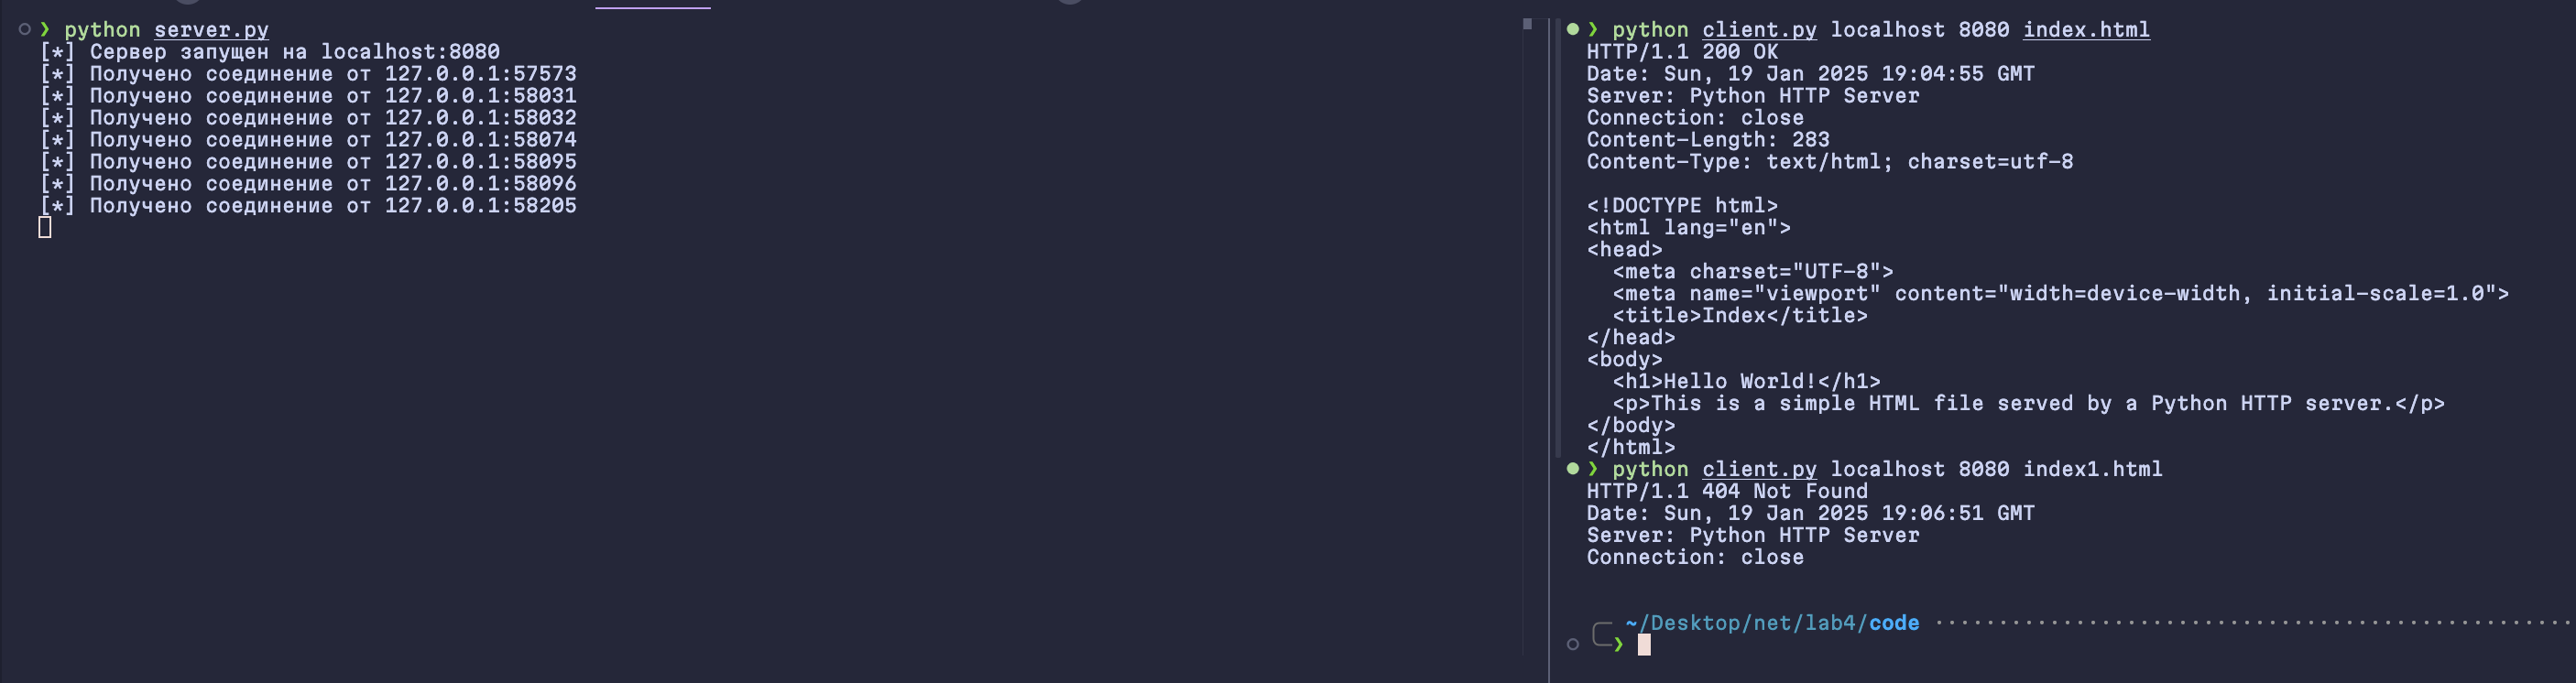 ❯ python server.py
[*] Сервер запущен на localhost:8080
[*] Получено соединение от 127.0.0.1:57573
[*] Получено соединение от 127.0.0.1:58031
[*] Получено соединение от 127.0.0.1:58032
[*] Получено соединение от 127.0.0.1:58074
[*] Получено соединение от 127.0.0.1:58095
[*] Получено соединение от 127.0.0.1:58096
[*] Получено соединение от 127.0.0.1:58205
❯ python client.py localhost 8080 index.html
HTTP/1.1 200 OK
Date: Sun, 19 Jan 2025 19:04:55 GMT
Server: Python HTTP Server
Connection: close
Content-Length: 283
Content-Type: text/html; charset=utf-8

<!DOCTYPE html>
<html lang="en">
<head>
  <meta charset="UTF-8">
  <meta name="viewport" content="width=device-width, initial-scale=1.0">
  <title>Index</title>
</head>
<body>
  <h1>Hello World!</h1>
  <p>This is a simple HTML file served by a Python HTTP server.</p>
</body>
</html>
❯ python client.py localhost 8080 index1.html
HTTP/1.1 404 Not Found
Date: Sun, 19 Jan 2025 19:06:51 GMT
Server: Python HTTP Server
Connection: close

~/Desktop/net/lab4/code
❯